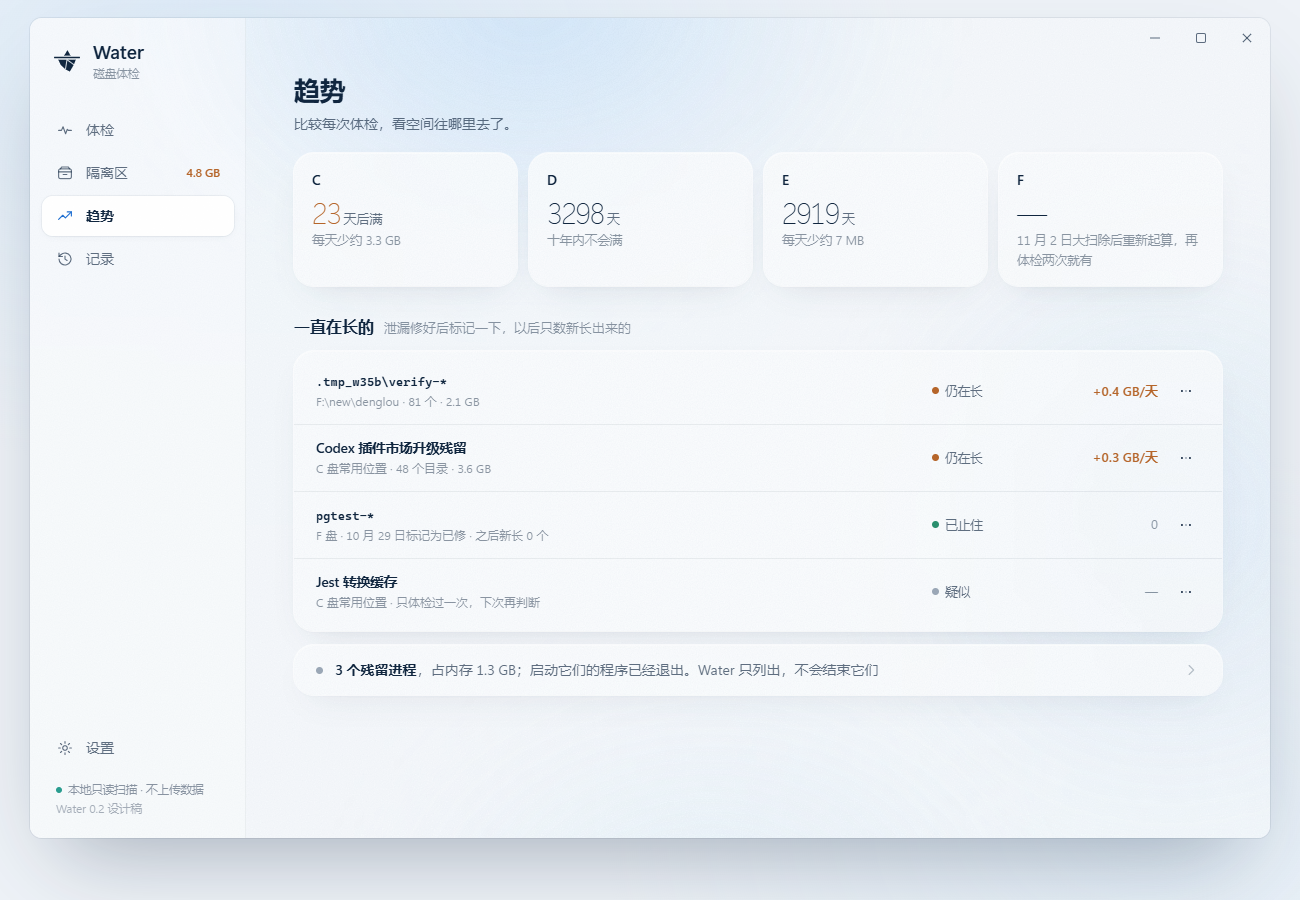 Water
磁盘体检
体检
隔离区 4.8 GB
趋势
记录
设置
本地只读扫描 · 不上传数据
Water 0.2 设计稿
趋势
比较每次体检，看空间往哪里去了。
C
23 天后满
每天少约 3.3 GB
D
3298 天
十年内不会满
E
2919 天
每天少约 7 MB
F
——
11 月 2 日大扫除后重新起算，再
体检两次就有
一直在长的 泄漏修好后标记一下，以后只数新长出来的
.tmp_w35b\verify-*
F:\new\denglou · 81 个 · 2.1 GB
仍在长 +0.4 GB/天 ···
Codex 插件市场升级残留
C 盘常用位置 · 48 个目录 · 3.6 GB
仍在长 +0.3 GB/天 ···
pgtest-*
F 盘 · 10 月 29 日标记为已修 · 之后新长 0 个
已止住 0 ···
Jest 转换缓存
C 盘常用位置 · 只体检过一次，下次再判断
疑似 — ···
3 个残留进程，占内存 1.3 GB；启动它们的程序已经退出。Water 只列出，不会结束它们